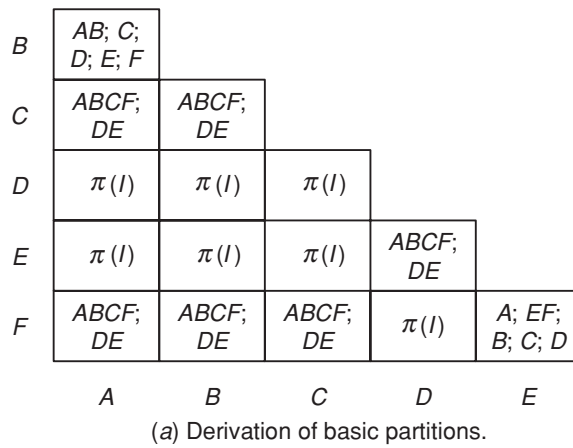 B AB; C; D; E; F
C ABCF; DE ABCF; DE
D π(I) π(I) π(I)
E π(I) π(I) π(I) ABCF; DE
F ABCF; DE ABCF; DE ABCF; DE π(I) A; EF; B; C; D
A B C D E
(a) Derivation of basic partitions.